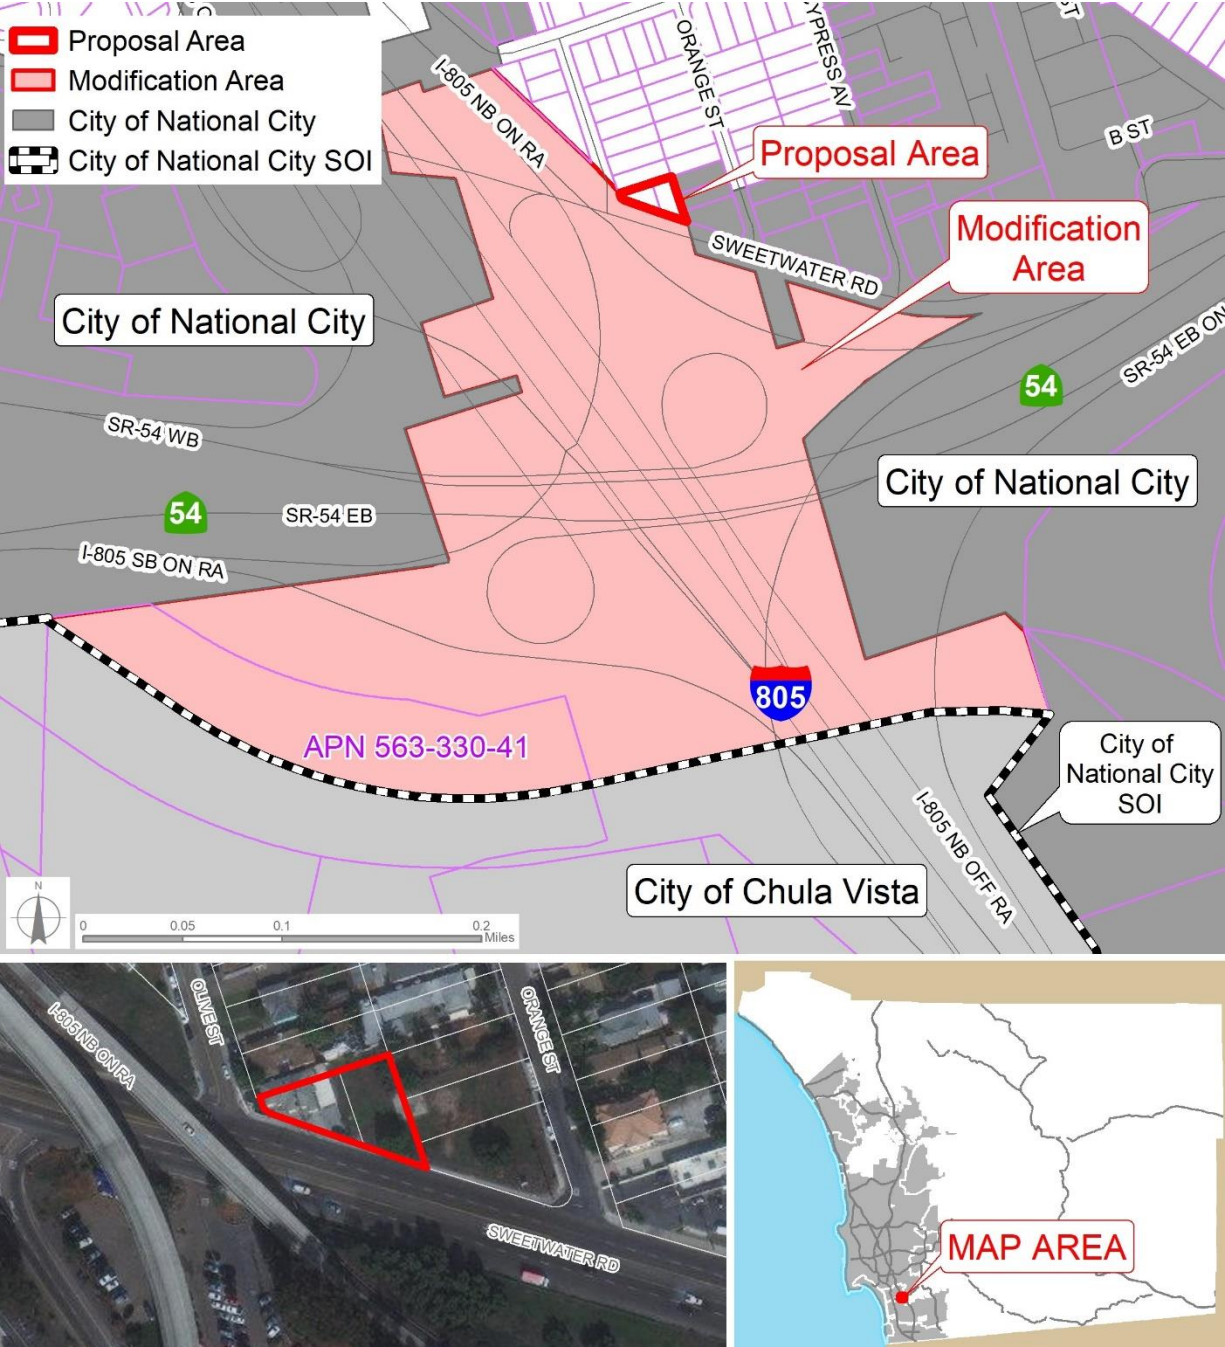 Proposal Area
Modification Area
City of National City
City of National City SOI
I-805 NB ON RA
ORANGE ST
YPRESS AV
ST
B ST
Proposal Area
Modification
Area
SWEETWATER RD
City of National City
SR-54 WB
54
SR-54 EB
I-805 SB ON RA
54
SR-54 EB ON
City of National City
805
APN 563-330-41
City of
National City
SOI
I-805 NB OFF RA
City of Chula Vista
N
0 0.05 0.1 0.2
Miles
I-805 NB ON RA
OLIVE ST
ORANGE ST
SWEETWATER RD
MAP AREA